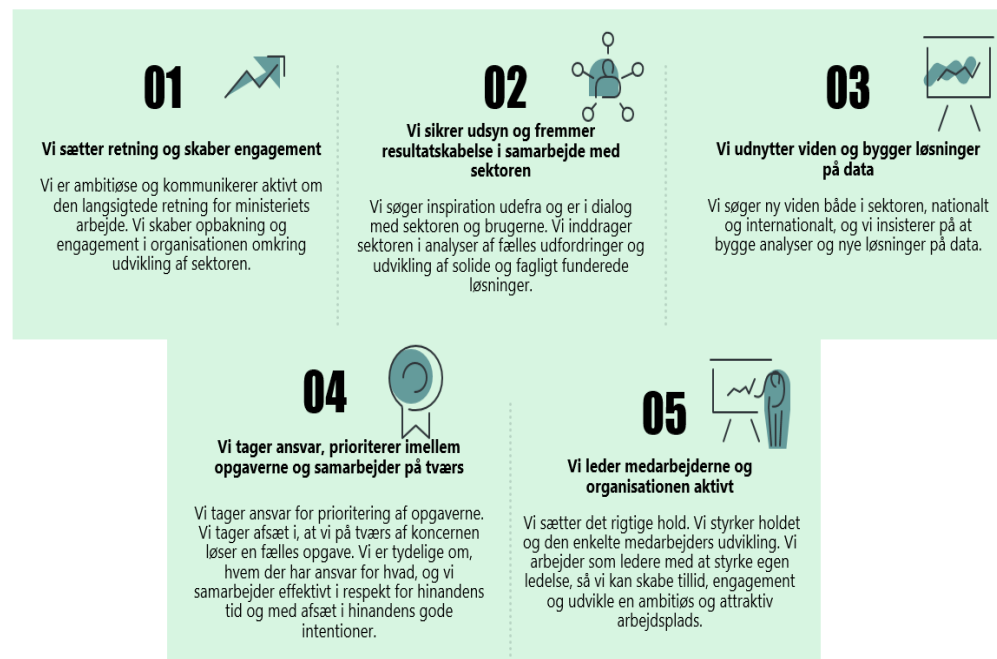 01
Vi sætter retning og skaber engagement
Vi er ambitiøse og kommunikerer aktivt om
den langsigtede retning for ministeriets
arbejde. Vi skaber opbakning og
engagement i organisationen omkring
udvikling af sektoren.
02
Vi sikrer udsyn og fremmer
resultatskabelse i samarbejde med
sektoren
Vi søger inspiration udefra og er i dialog
med sektoren og brugerne. Vi inddrager
sektoren i analyser af fælles udfordringer og
udvikling af solide og fagligt funderede
løsninger.
03
Vi udnytter viden og bygger løsninger
på data
Vi søger ny viden både i sektoren, nationalt
og internationalt, og vi insisterer på at
bygge analyser og nye løsninger på data.
04
Vi tager ansvar, prioriterer imellem
opgaverne og samarbejder på tværs
Vi tager ansvar for prioritering af opgaverne.
Vi tager afsæt i, at vi på tværs af koncernen
løser en fælles opgave. Vi er tydelige om,
hvem der har ansvar for hvad, og vi
samarbejder effektivt i respekt for hinandens
tid og med afsæt i hinandens gode
intentioner.
05
Vi leder medarbejderne og
organisationen aktivt
Vi sætter det rigtige hold. Vi styrker holdet
og den enkelte medarbejders udvikling. Vi
arbejder som ledere med at styrke egen
ledelse, så vi kan skabe tillid, engagement
og udvikle en ambitiøs og attraktiv
arbejdsplads.